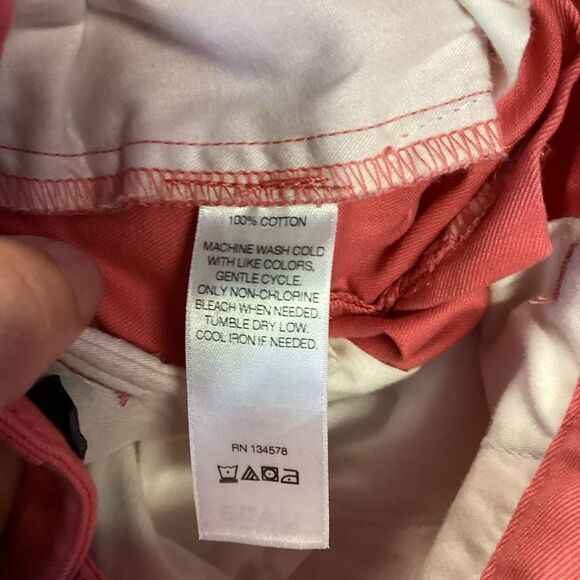 100% COTTON
MACHINE WASH COLD
WITH LIKE COLORS,
GENTLE CYCLE.
ONLY NON-CHLORINE
BLEACH WHEN NEEDED.
TUMBLE DRY LOW.
COOL IRON IF NEEDED.
RN 134578